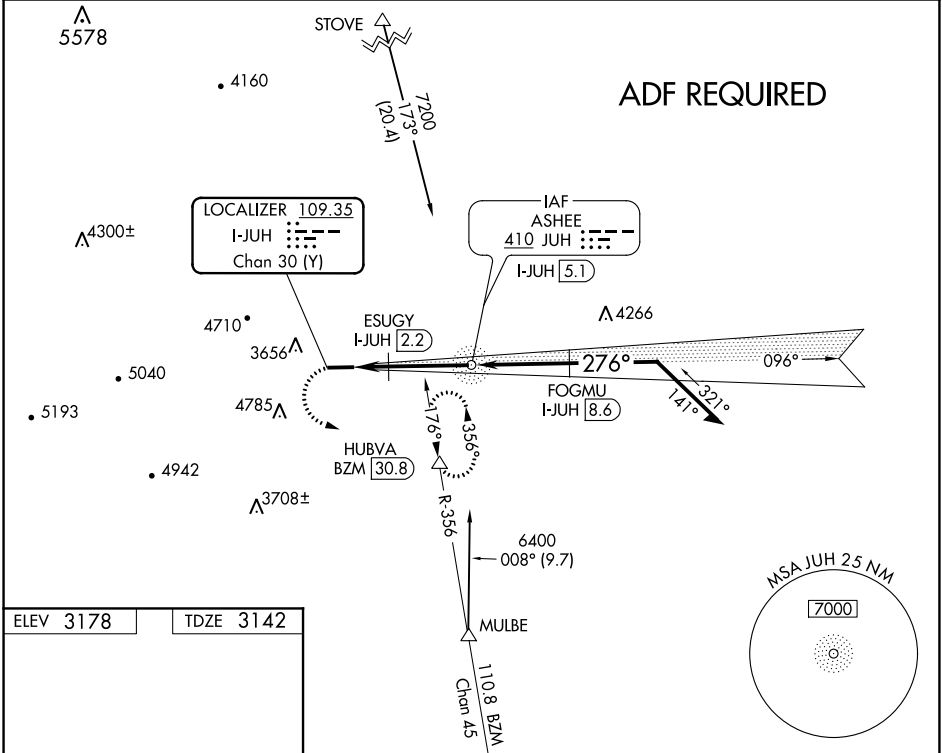 5578
STOVE
4160
ADF REQUIRED
7200
173°
(20.4)
LOCALIZER 109.35
I-JUH
Chan 30 (Y)
IAF
ASHEE
410 JUH
I-JUH 5.1
4300±
4710
3656
ESUGY
I-JUH 2.2
4266
276°
096°
FOGMU
I-JUH 8.6
321°
141°
5040
5193
4785
176°
356°
HUBVA
BZM 30.8
4942
3708±
R-356
6400
008° (9.7)
MSA JUH 25 NM
7000
ELEV 3178
TDZE 3142
MULBE
110.8 BZM
Chan 45